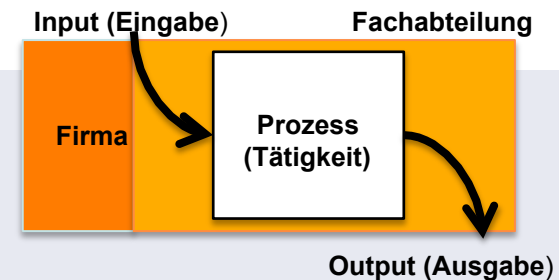 Input (Eingabe)
Fachabteilung
Firma
Prozess
(Tätigkeit)
Output (Ausgabe)